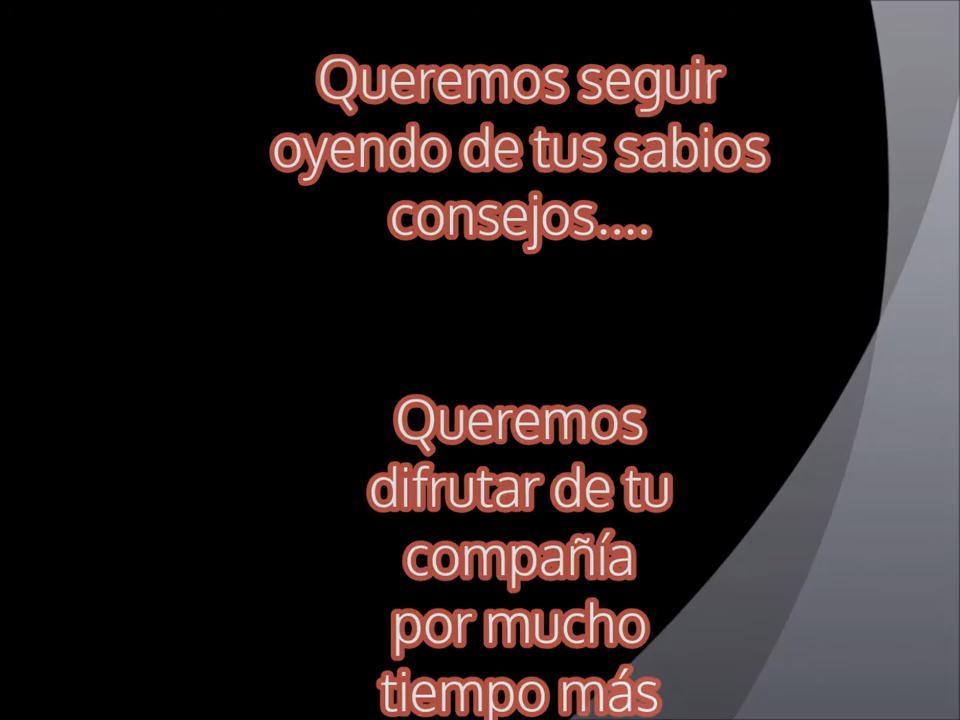 Queremos seguir
oyendo de tus sabios
consejos....
Queremos
difrutar de tu
compañía
por mucho
tiempo más